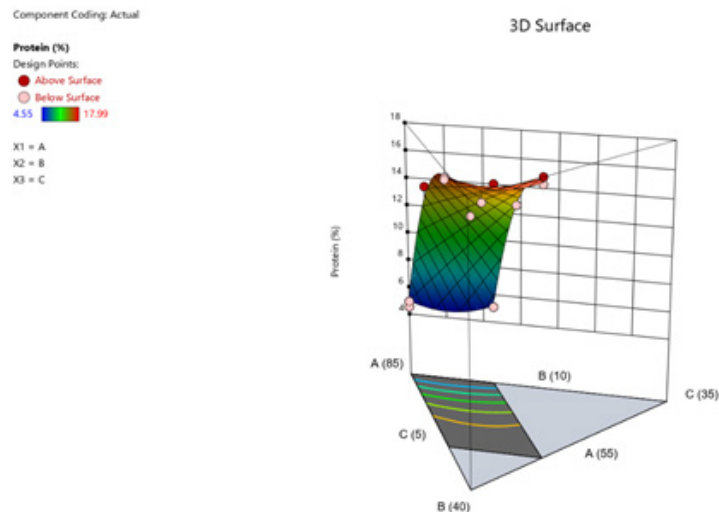 Component Coding: Actual
3D Surface
Protein (%)
Design Points:
Above Surface
Below Surface
4.55 17.99
X1 = A
X2 = B
X3 = C
18
16
14
12
10
8
6
4
Protein (%)
A (85)
B (10)
C (35)
C (5)
A (55)
B (40)